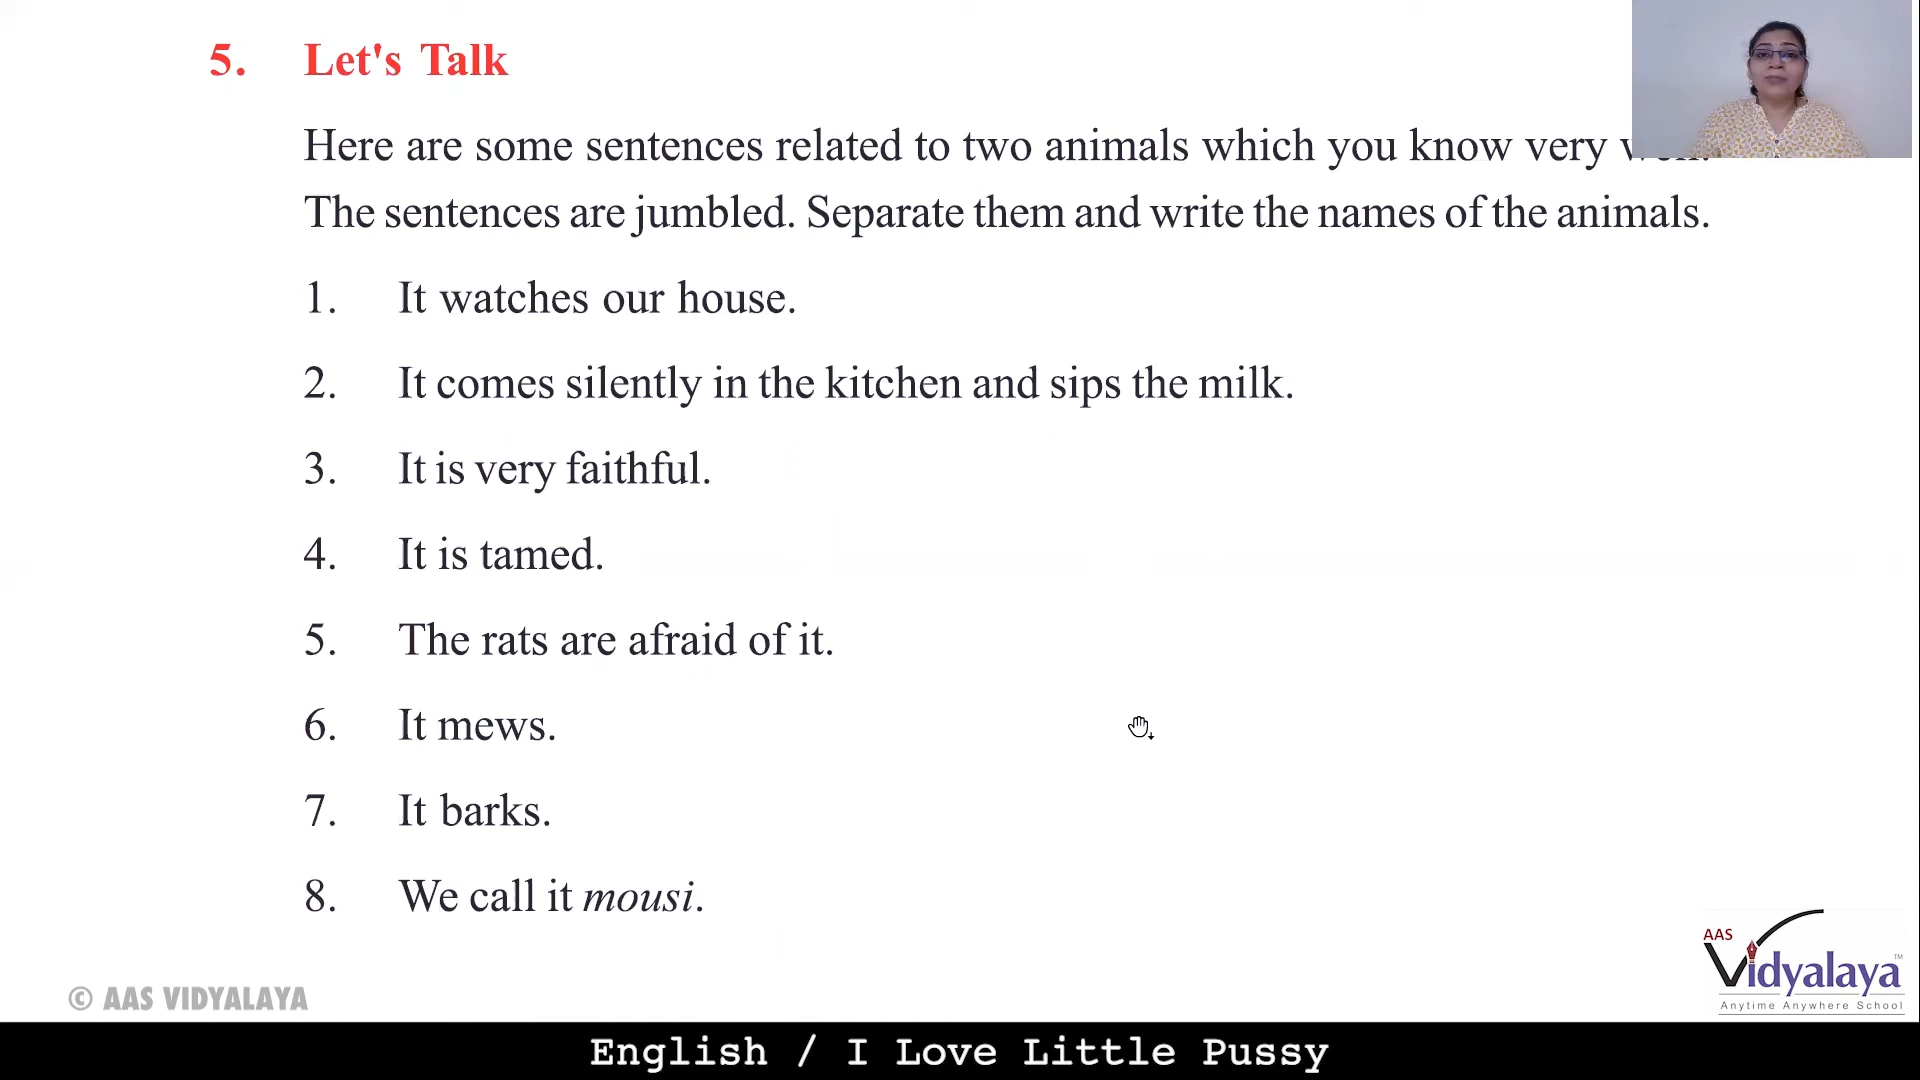 5. Let's Talk
Here are some sentences related to two animals which you know very
The sentences are jumbled. Separate them and write the names of the animals.
1. It watches our house.
2. It comes silently in the kitchen and sips the milk.
3. It is very faithful.
4. It is tamed.
5. The rats are afraid of it.
6. It mews.
7. It barks.
8. We call it mousi.
AAS
Vidyalaya™
Anytime Anywhere School
© AAS VIDYALAYA
English / I Love Little Pussy